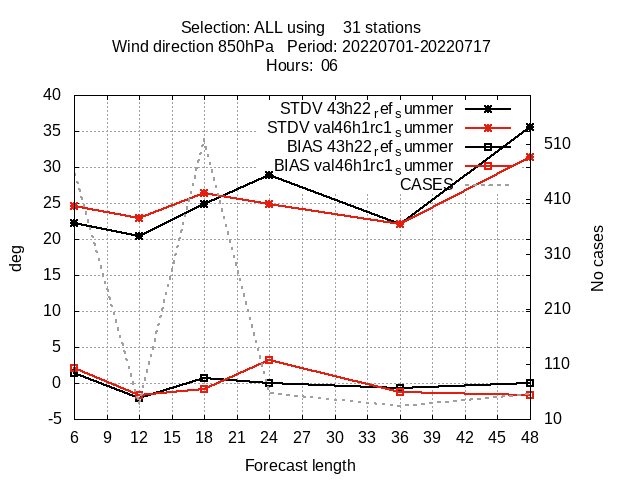 Selection: ALL using    31 stations
Wind direction 850hPa   Period: 20220701-20220717
Hours:  06
STDV 43h22_ref_summer
STDV val46h1rc1_summer
BIAS 43h22_ref_summer
BIAS val46h1rc1_summer
CASES
40
35
30
25
20
15
10
5
0
-5
deg
510
410
310
210
110
10
No cases
6 9 12 15 18 21 24 27 30 33 36 39 42 45 48
Forecast length